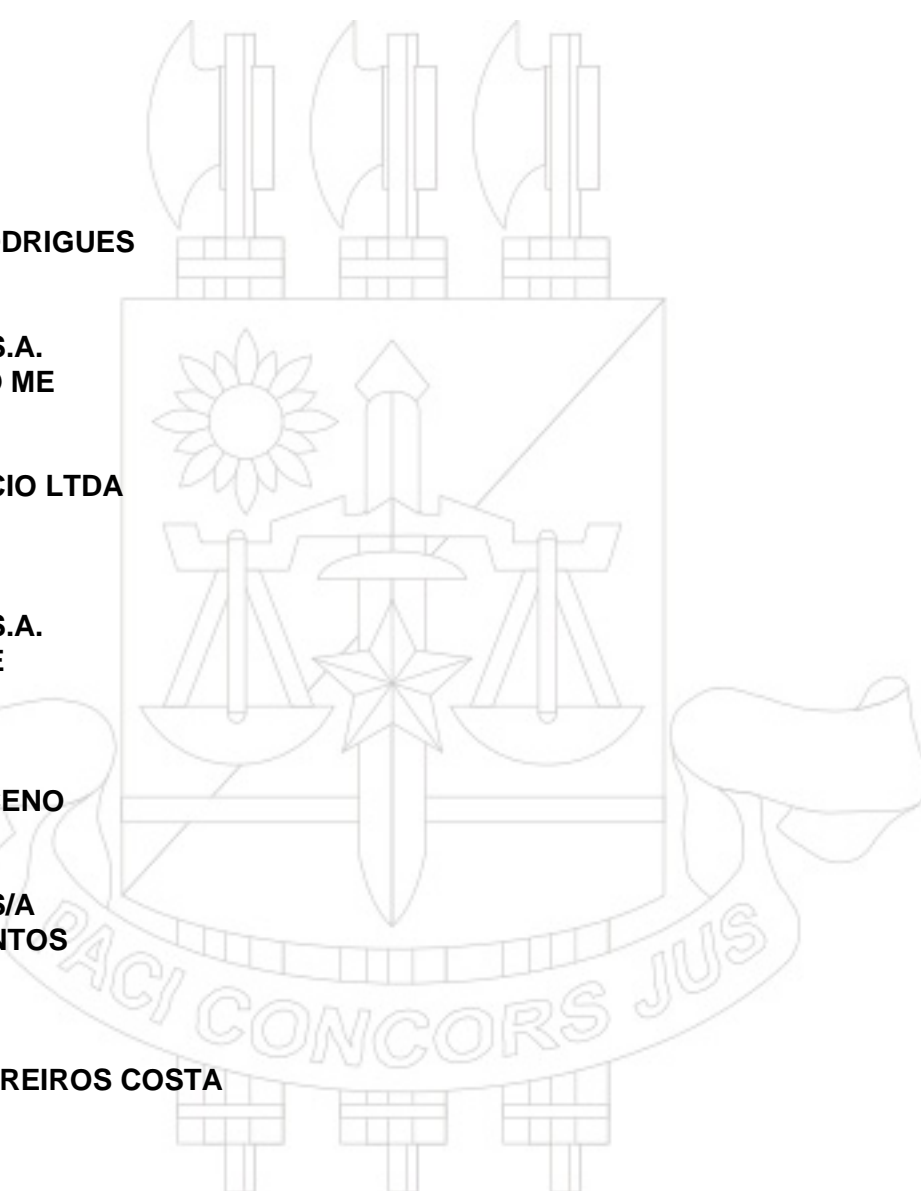 DRIGUES
S.A.
O ME
CIO LTDA
S.A.
E
ENO
S/A
NTOS
PACI CONCORS JUS
REIROS COSTA